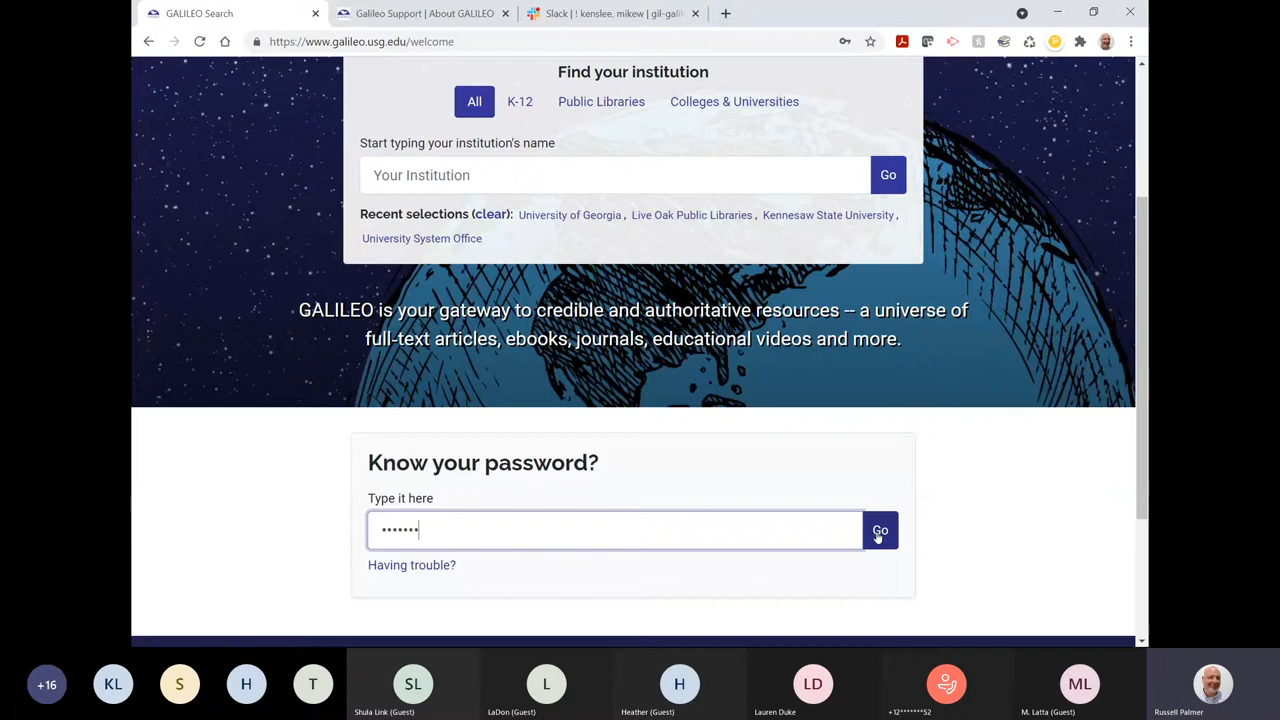 GALILEO Search
Galileo Support | About GALILEO
Slack | ! kenslee, mikew | gil-gali
https://www.galileo.usg.edu/welcome
Find your institution
All K-12 Public Libraries Colleges & Universities
Start typing your institution's name
Your Institution Go
Recent selections (clear): University of Georgia , Live Oak Public Libraries , Kennesaw State University ,
University System Office
GALILEO is your gateway to credible and authoritative resources -- a universe of
full-text articles, ebooks, journals, educational videos and more.
Know your password?
Type it here
••••••• Go
Having trouble?
+16 KL S H T SL L H LD ML
Shula Link (Guest) LaDon (Guest) Heather (Guest) Lauren Duke +12*******52 M. Latta (Guest) Russell Palmer